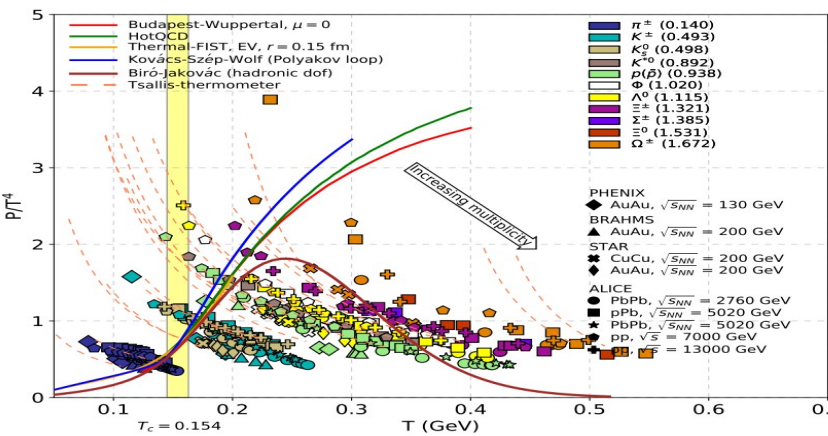 Budapest-Wuppertal, μ = 0
HotQCD
Thermal-FIST, EV, r = 0.15 fm
Kovács-Szép-Wolf (Polyakov loop)
Biró-Jakovác (hadronic dof)
Tsallis-thermometer
π± (0.140)
K± (0.493)
K⁰ₛ (0.498)
K*⁰ (0.892)
p(p̄) (0.938)
Φ (1.020)
Λ⁰ (1.115)
Ξ± (1.321)
Σ± (1.385)
Ξ⁰ (1.531)
Ω± (1.672)
Increasing multiplicity
PHENIX
AuAu, √sNN = 130 GeV
BRAHMS
AuAu, √sNN = 200 GeV
STAR
CuCu, √sNN = 200 GeV
AuAu, √sNN = 200 GeV
ALICE
PbPb, √sNN = 2760 GeV
pPb, √sNN = 5020 GeV
PbPb, √sNN = 5020 GeV
pp, √s = 7000 GeV
pp, √s = 13000 GeV
P/T⁴
5
4
3
2
1
0
0.1 0.2 0.3 0.4 0.5 0.6 0.7
Tc = 0.154
T (GeV)